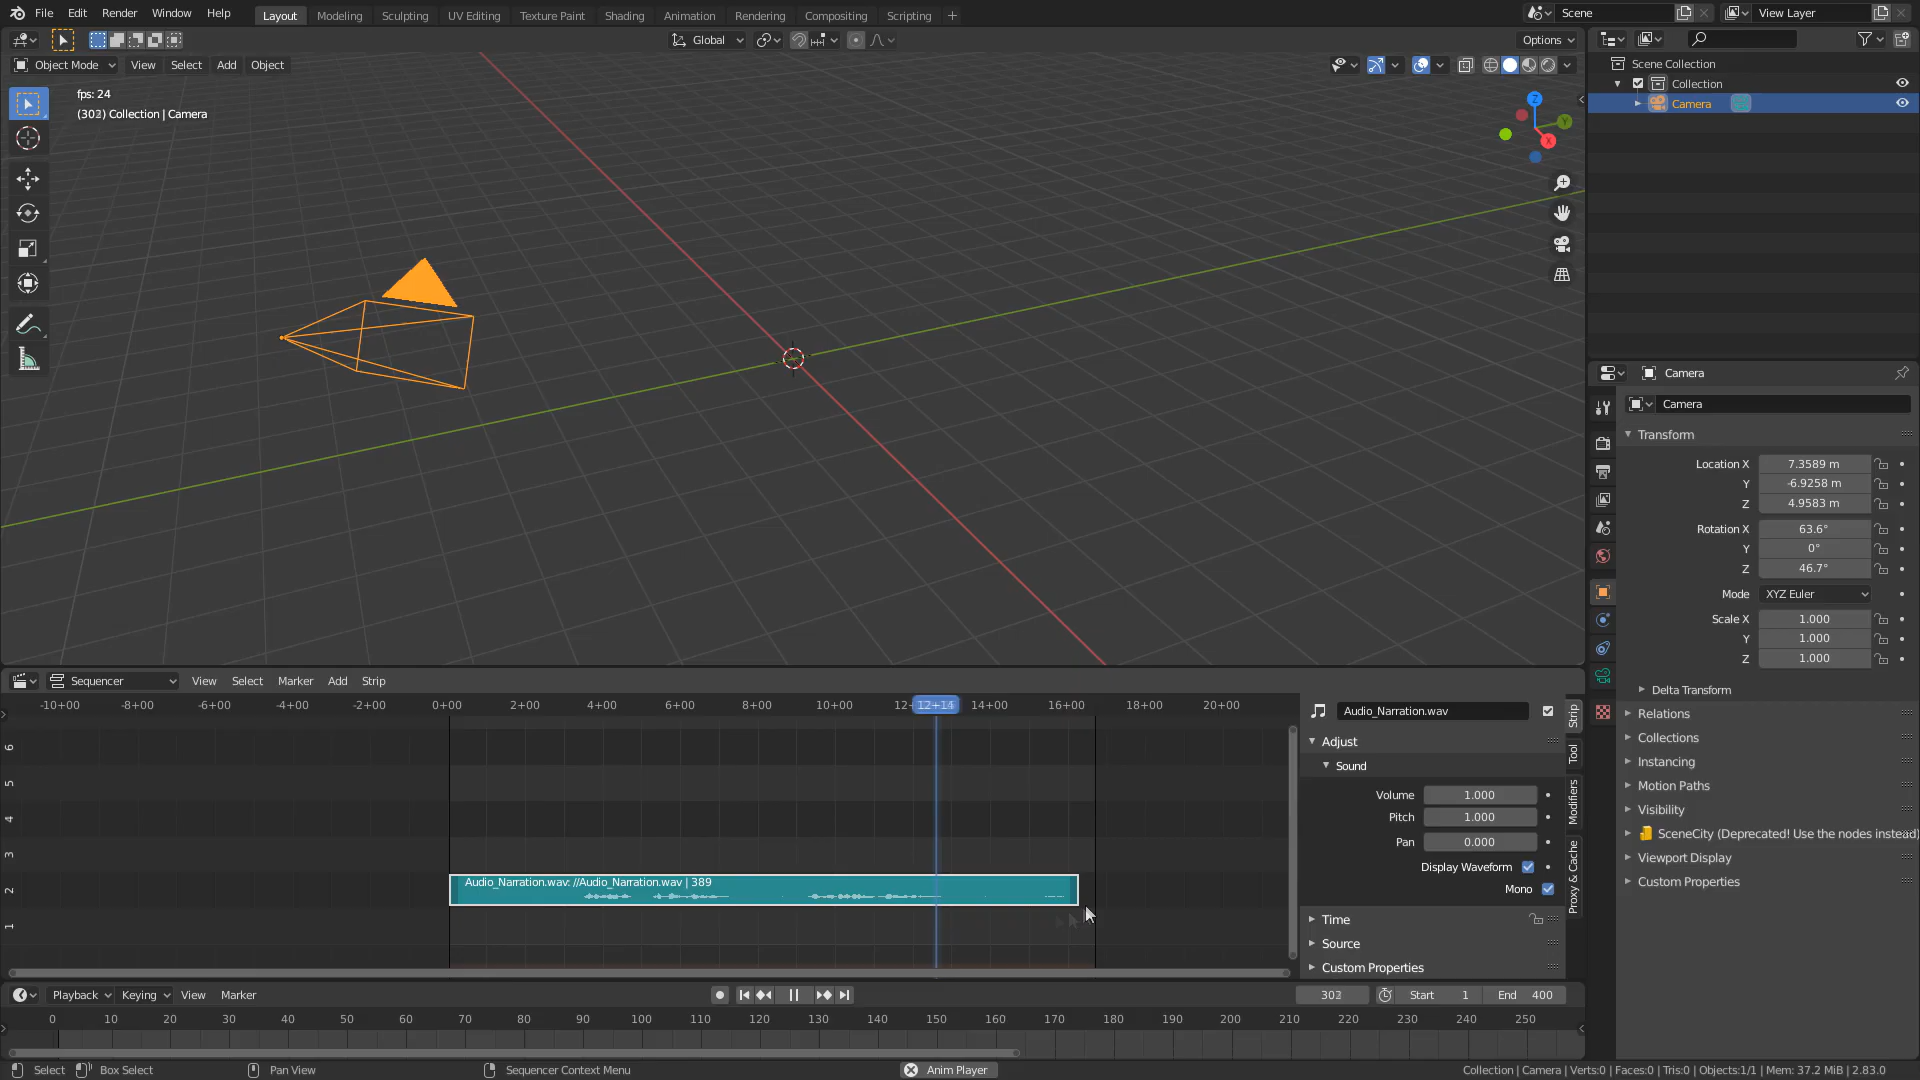 File Edit Render Window Help Layout Modeling Sculpting UV Editing Texture Paint Shading Animation Rendering Compositing Scripting + Scene View Layer
Global Options
Object Mode View Select Add Object
fps: 24
(302) Collection | Camera
Z
Y
X
Scene Collection
Collection
Camera
Camera
Camera
Transform
Location X 7.3589 m
Y -6.9258 m
Z 4.9583 m
Rotation X 63.6°
Y 0°
Z 46.7°
Mode XYZ Euler
Scale X 1.000
Y 1.000
Z 1.000
Delta Transform
Relations
Collections
Instancing
Motion Paths
Visibility
SceneCity (Deprecated! Use the nodes instead)
Viewport Display
Custom Properties
Sequencer View Select Marker Add Strip
-10+00 -8+00 -6+00 -4+00 -2+00 0+00 2+00 4+00 6+00 8+00 10+00 12+14 14+00 16+00 18+00 20+00
6
5
4
3
2
1
Audio_Narration.wav: //Audio_Narration.wav | 389
Audio_Narration.wav
Adjust
Sound
Volume 1.000
Pitch 1.000
Pan 0.000
Display Waveform
Mono
Time
Source
Custom Properties
Strip
Tool
Modifiers
Proxy & Cache
Playback Keying View Marker 302 Start 1 End 400
0 10 20 30 40 50 60 70 80 90 100 110 120 130 140 150 160 170 180 190 200 210 220 230 240 250
Select Box Select Pan View Sequencer Context Menu Anim Player Collection | Camera | Verts:0 | Faces:0 | Tris:0 | Objects:1/1 | Mem: 37.2 MiB | 2.83.0